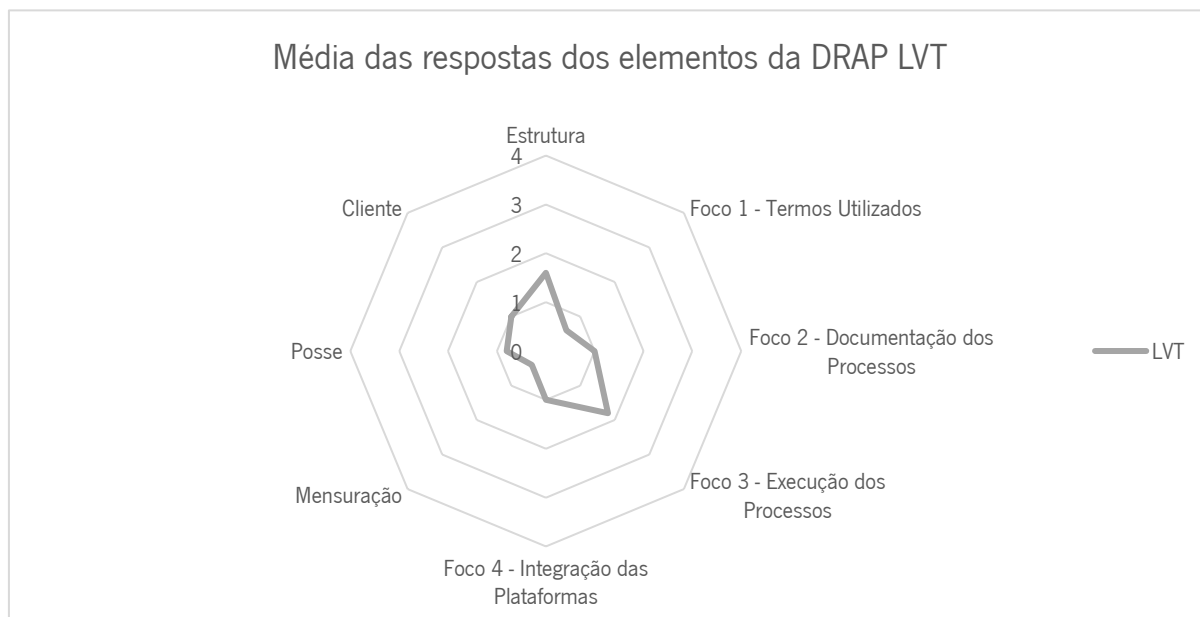 Média das respostas dos elementos da DRAP LVT
Estrutura
4
Cliente
3
Foco 1 - Termos Utilizados
2
1
Posse
0
Foco 2 - Documentação dos
Processos
LVT
Mensuração
Foco 3 - Execução dos
Processos
Foco 4 - Integração das
Plataformas